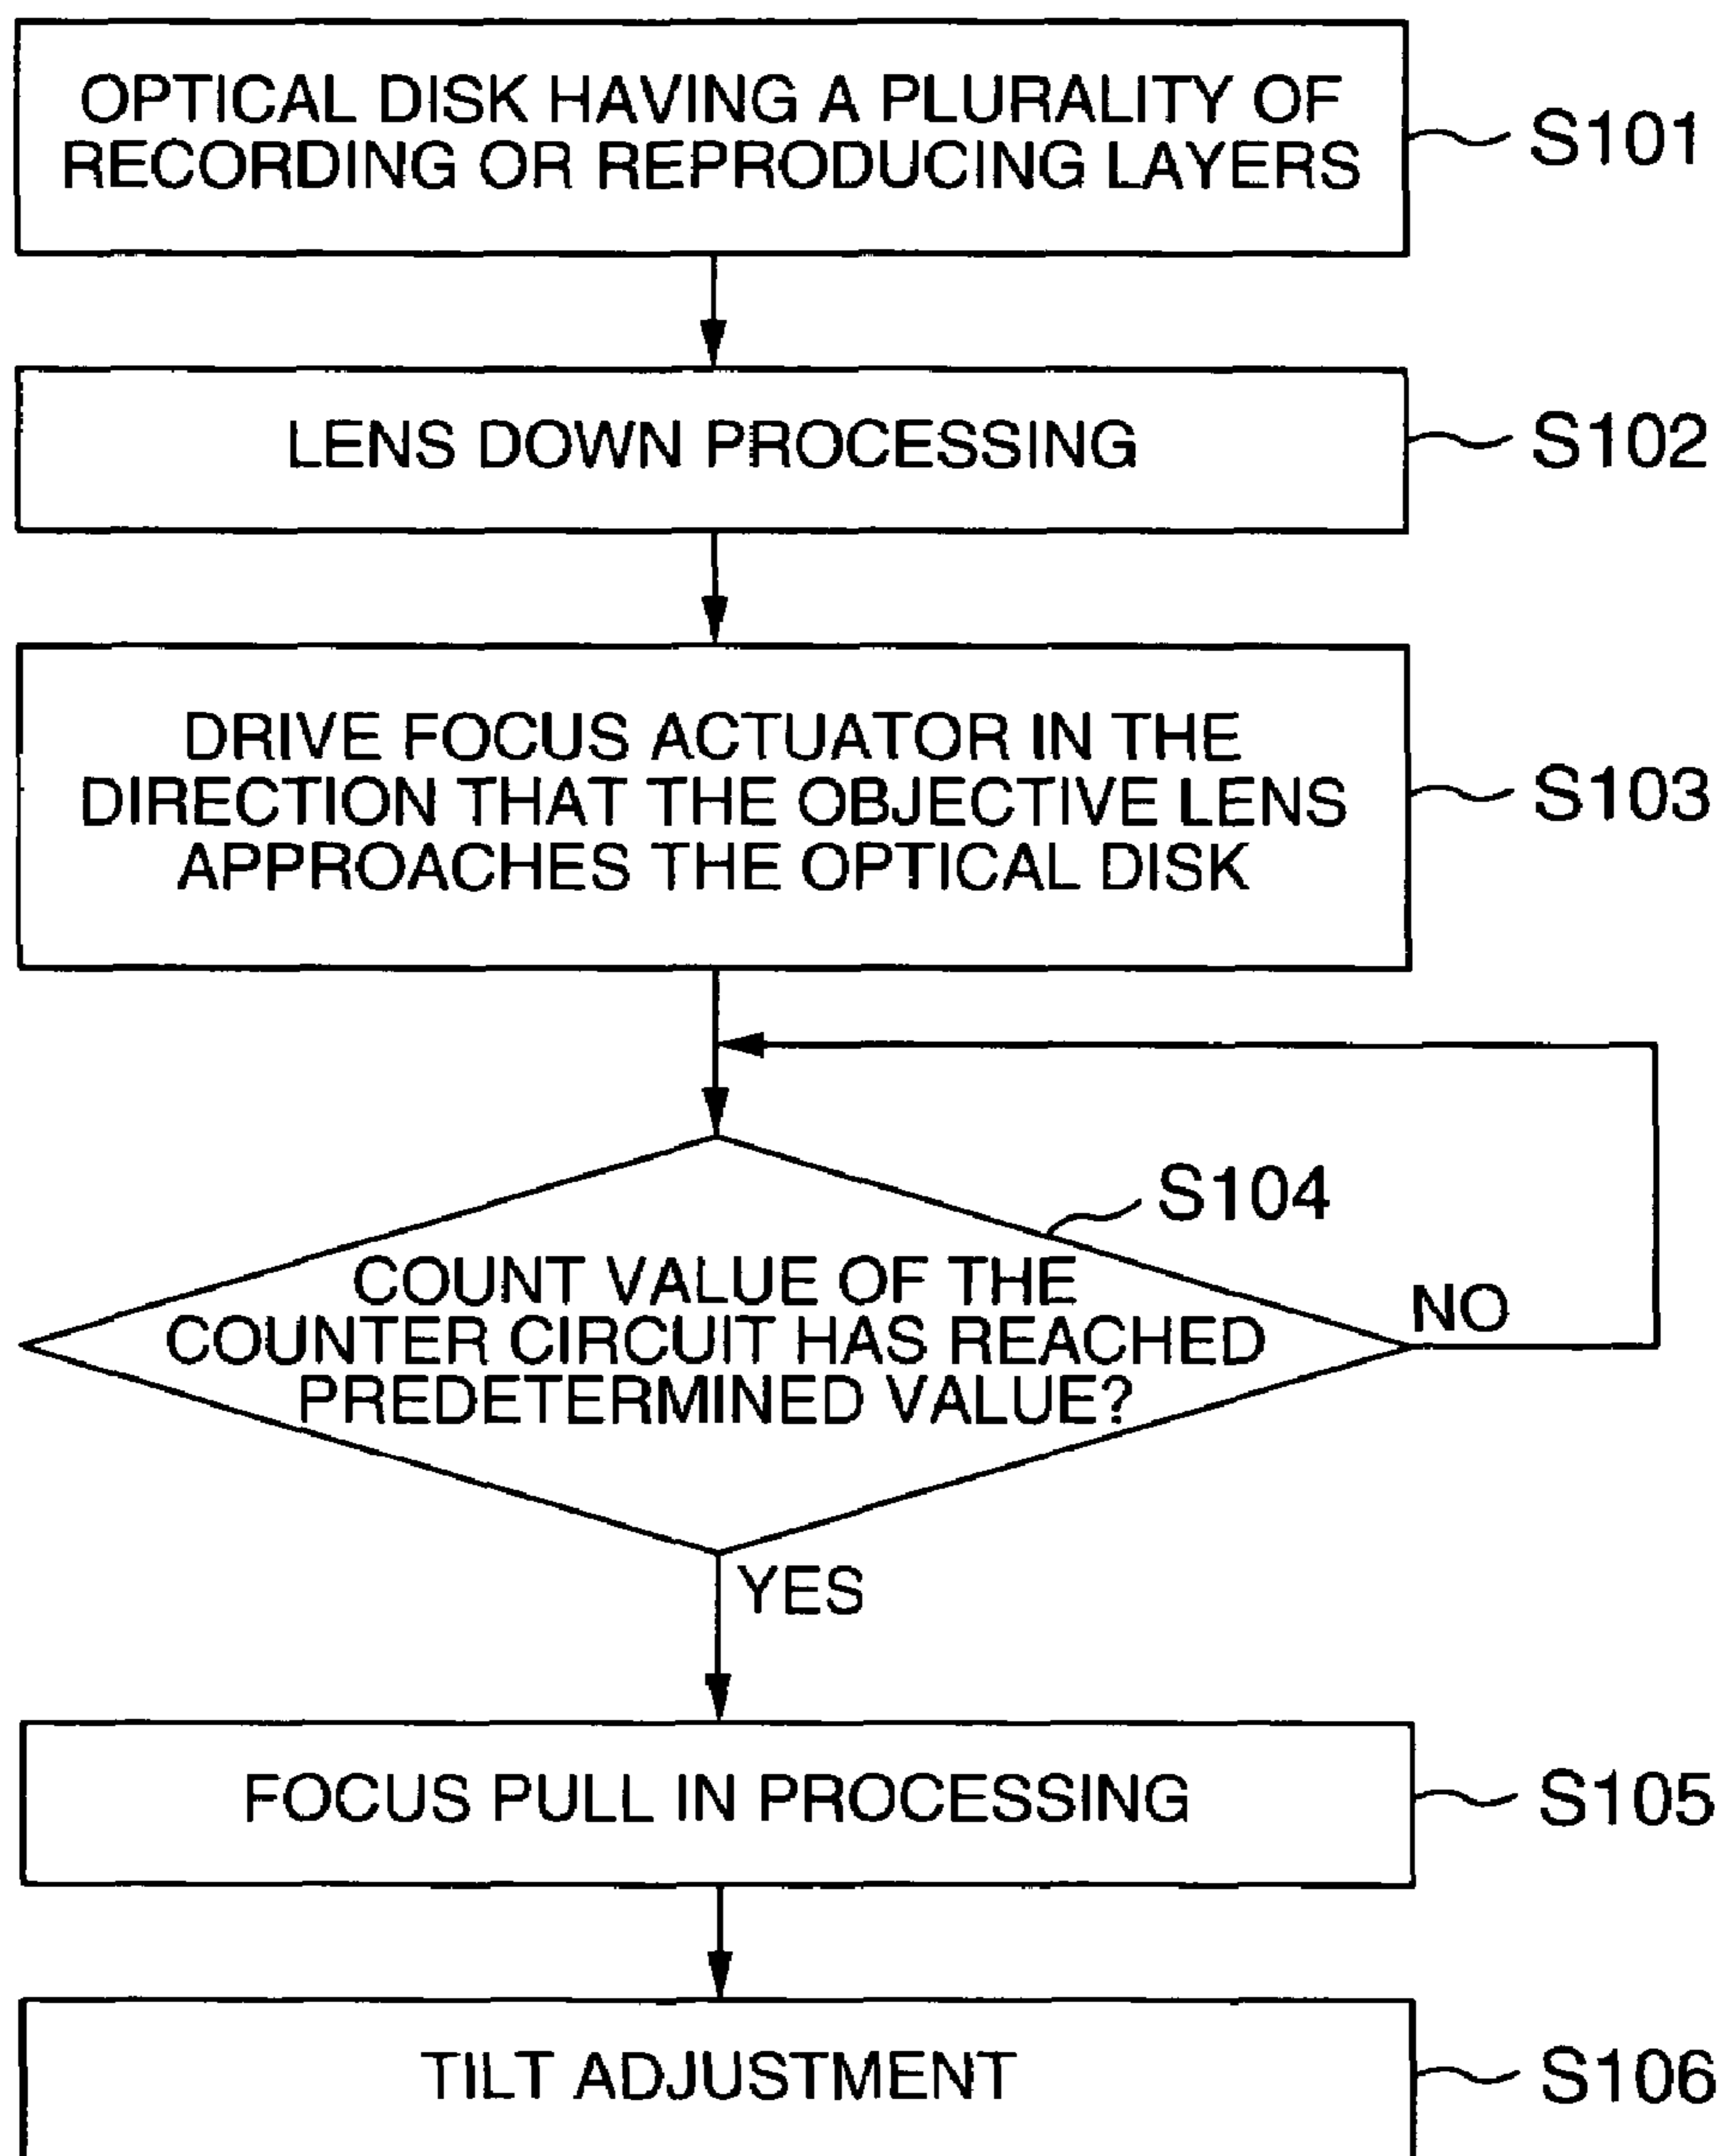 OPTICAL DISK HAVING A PLURALITY OF
RECORDING OR REPRODUCING LAYERS
S101
LENS DOWN PROCESSING
S102
DRIVE FOCUS ACTUATOR IN THE
DIRECTION THAT THE OBJECTIVE LENS
APPROACHES THE OPTICAL DISK
S103
S104
COUNT VALUE OF THE
COUNTER CIRCUIT HAS REACHED
PREDETERMINED VALUE?
NO
YES
FOCUS PULL IN PROCESSING
S105
TILT ADJUSTMENT
S106